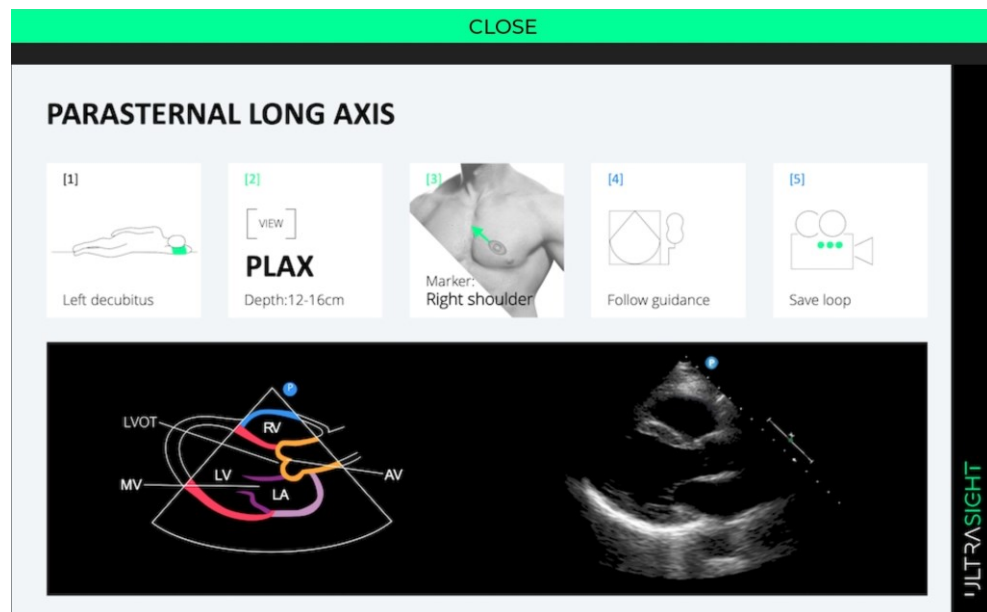 CLOSE
PARASTERNAL LONG AXIS
[1]
Left decubitus
[2]
VIEW
PLAX
Depth:12-16cm
[3]
Marker:
Right shoulder
[4]
Follow guidance
[5]
Save loop
P
LVOT
RV
LV
AV
MV
LA
P
ULTRASIGHT